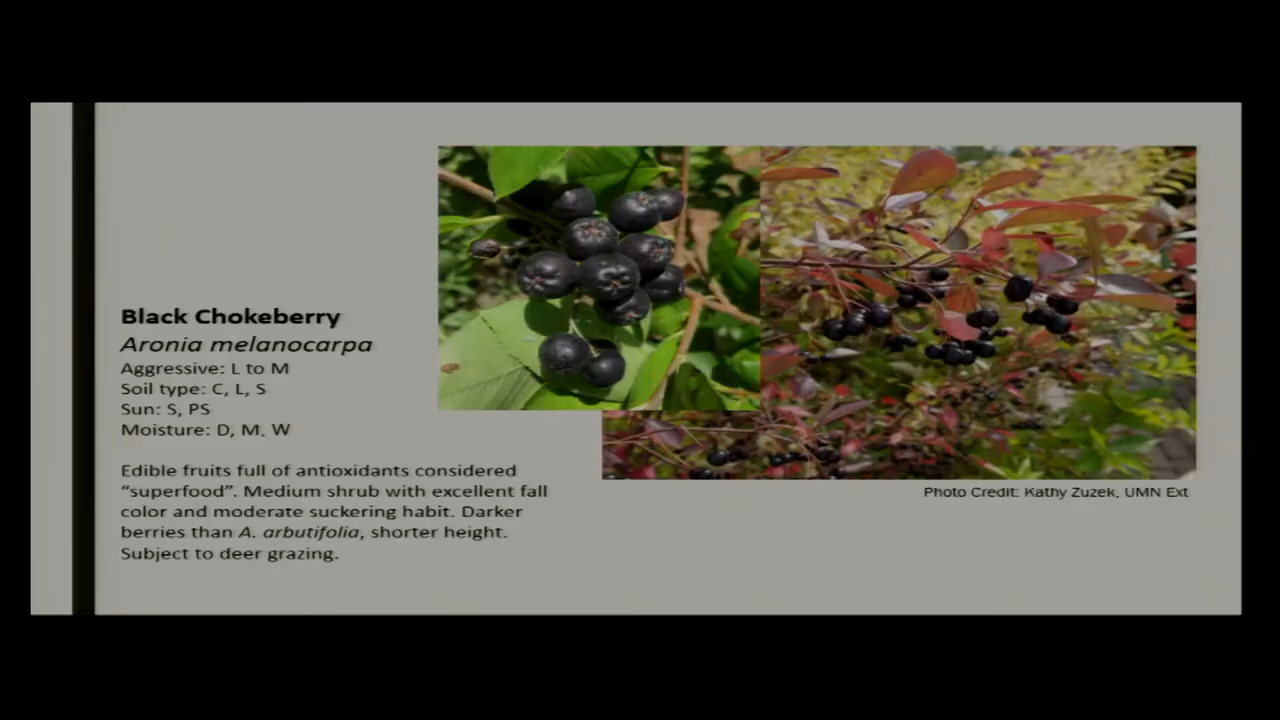 Black Chokeberry
Aronia melanocarpa
Aggressive: L to M
Soil type: C, L, S
Sun: S, PS
Moisture: D, M, W
Edible fruits full of antioxidants considered
“superfood”. Medium shrub with excellent fall
color and moderate suckering habit. Darker
berries than A. arbutifolia, shorter height.
Subject to deer grazing.
Photo Credit: Kathy Zuzek, UMN Ext